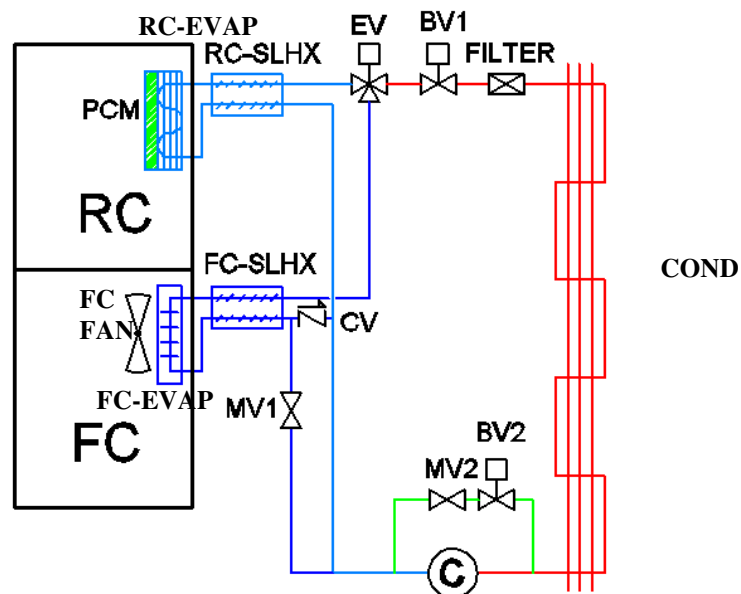 RC-EVAP
EV
BV1
RC-SLHX
FILTER
PCM
RC
FC-SLHX
COND
FC
FAN
CV
FC-EVAP
MV1
FC
BV2
MV2
C